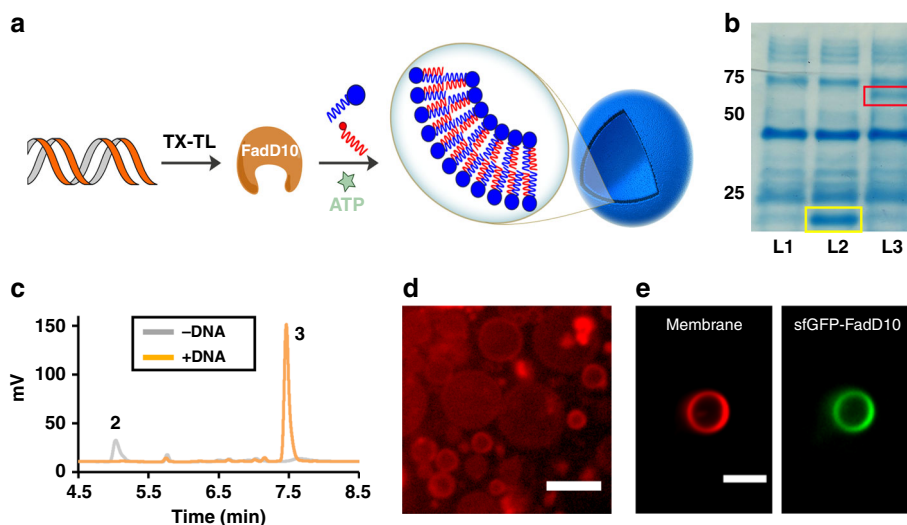 a
TX-TL
FadD10
ATP
b
75
50
25
L1 L2 L3
c
150
100
50
0
mV
–DNA
+DNA
2
3
4.5 5.5 6.5 7.5 8.5
Time (min)
d
e
Membrane
sfGFP-FadD10